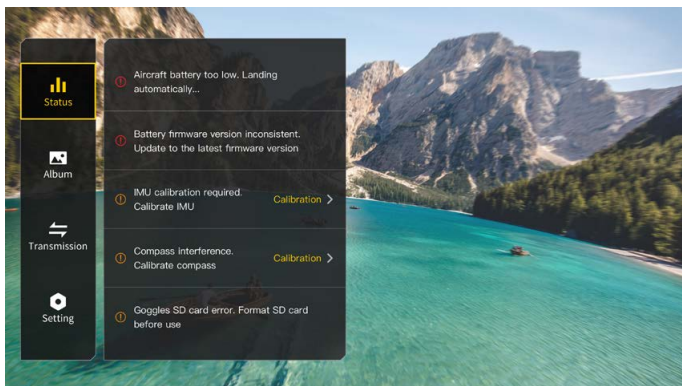 Status
Album
Transmission
Setting
Aircraft battery too low. Landing
automatically...
Battery firmware version inconsistent.
Update to the latest firmware version
IMU calibration required.
Calibrate IMU
Calibration
Compass interference.
Calibrate compass
Calibration
Goggles SD card error. Format SD card
before use